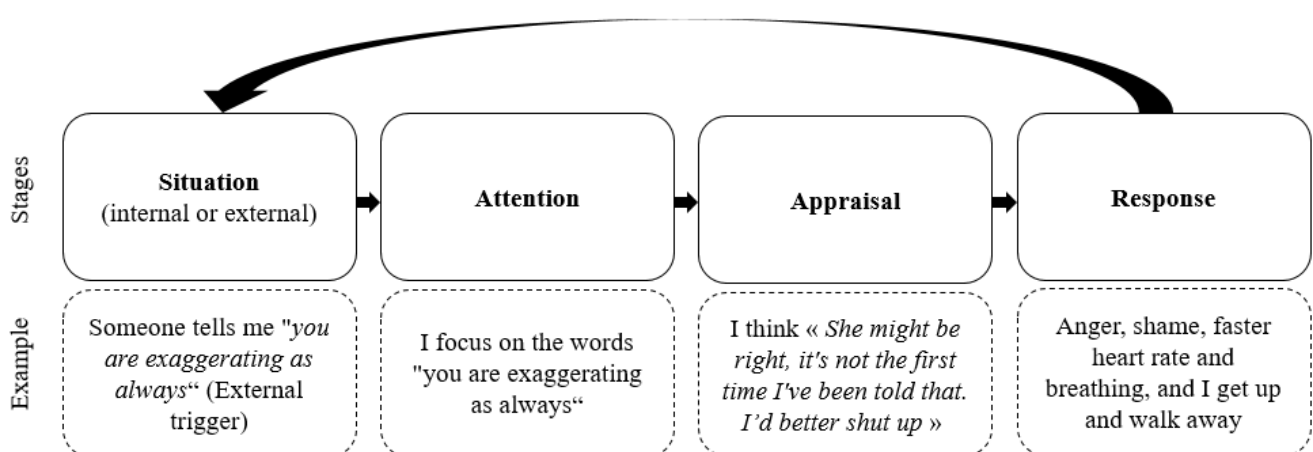 Stages
Situation
(internal or external)
Attention
Appraisal
Response
Example
Someone tells me "you
are exaggerating as
always“ (External
trigger)
I focus on the words
"you are exaggerating
as always“
I think « She might be
right, it's not the first
time I've been told that.
I’d better shut up »
Anger, shame, faster
heart rate and
breathing, and I get up
and walk away